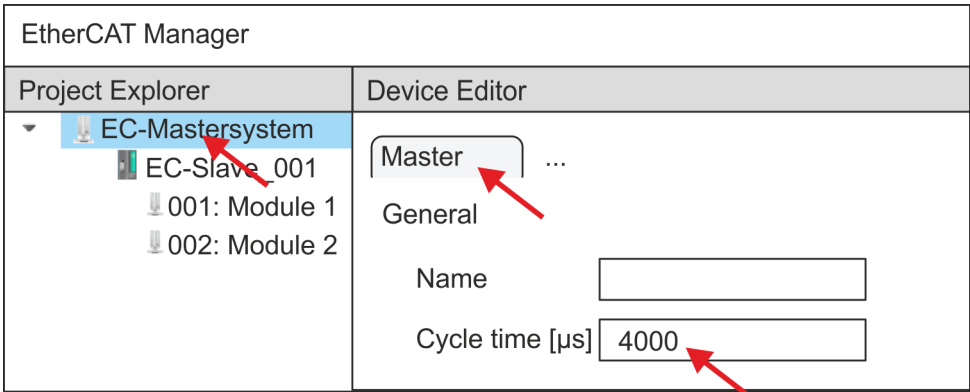 EtherCAT Manager
Project Explorer
Device Editor
EC-Mastersystem
EC-Slave_001
001: Module 1
002: Module 2
Master
...
General
Name
Cycle time [µs]
4000